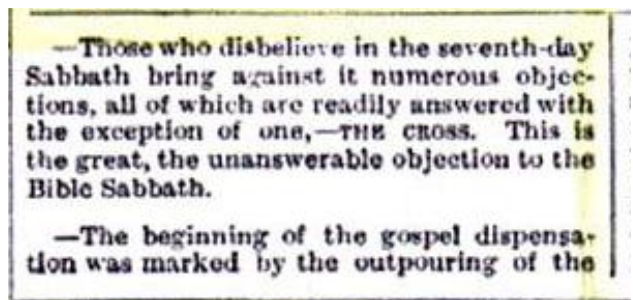 —Those who disbelieve in the seventh-day
Sabbath bring against it numerous objec-
tions, all of which are readily answered with
the exception of one,—THE CROSS. This is
the great, the unanswerable objection to the
Bible Sabbath.
—The beginning of the gospel dispensa-
tion was marked by the outpouring of the